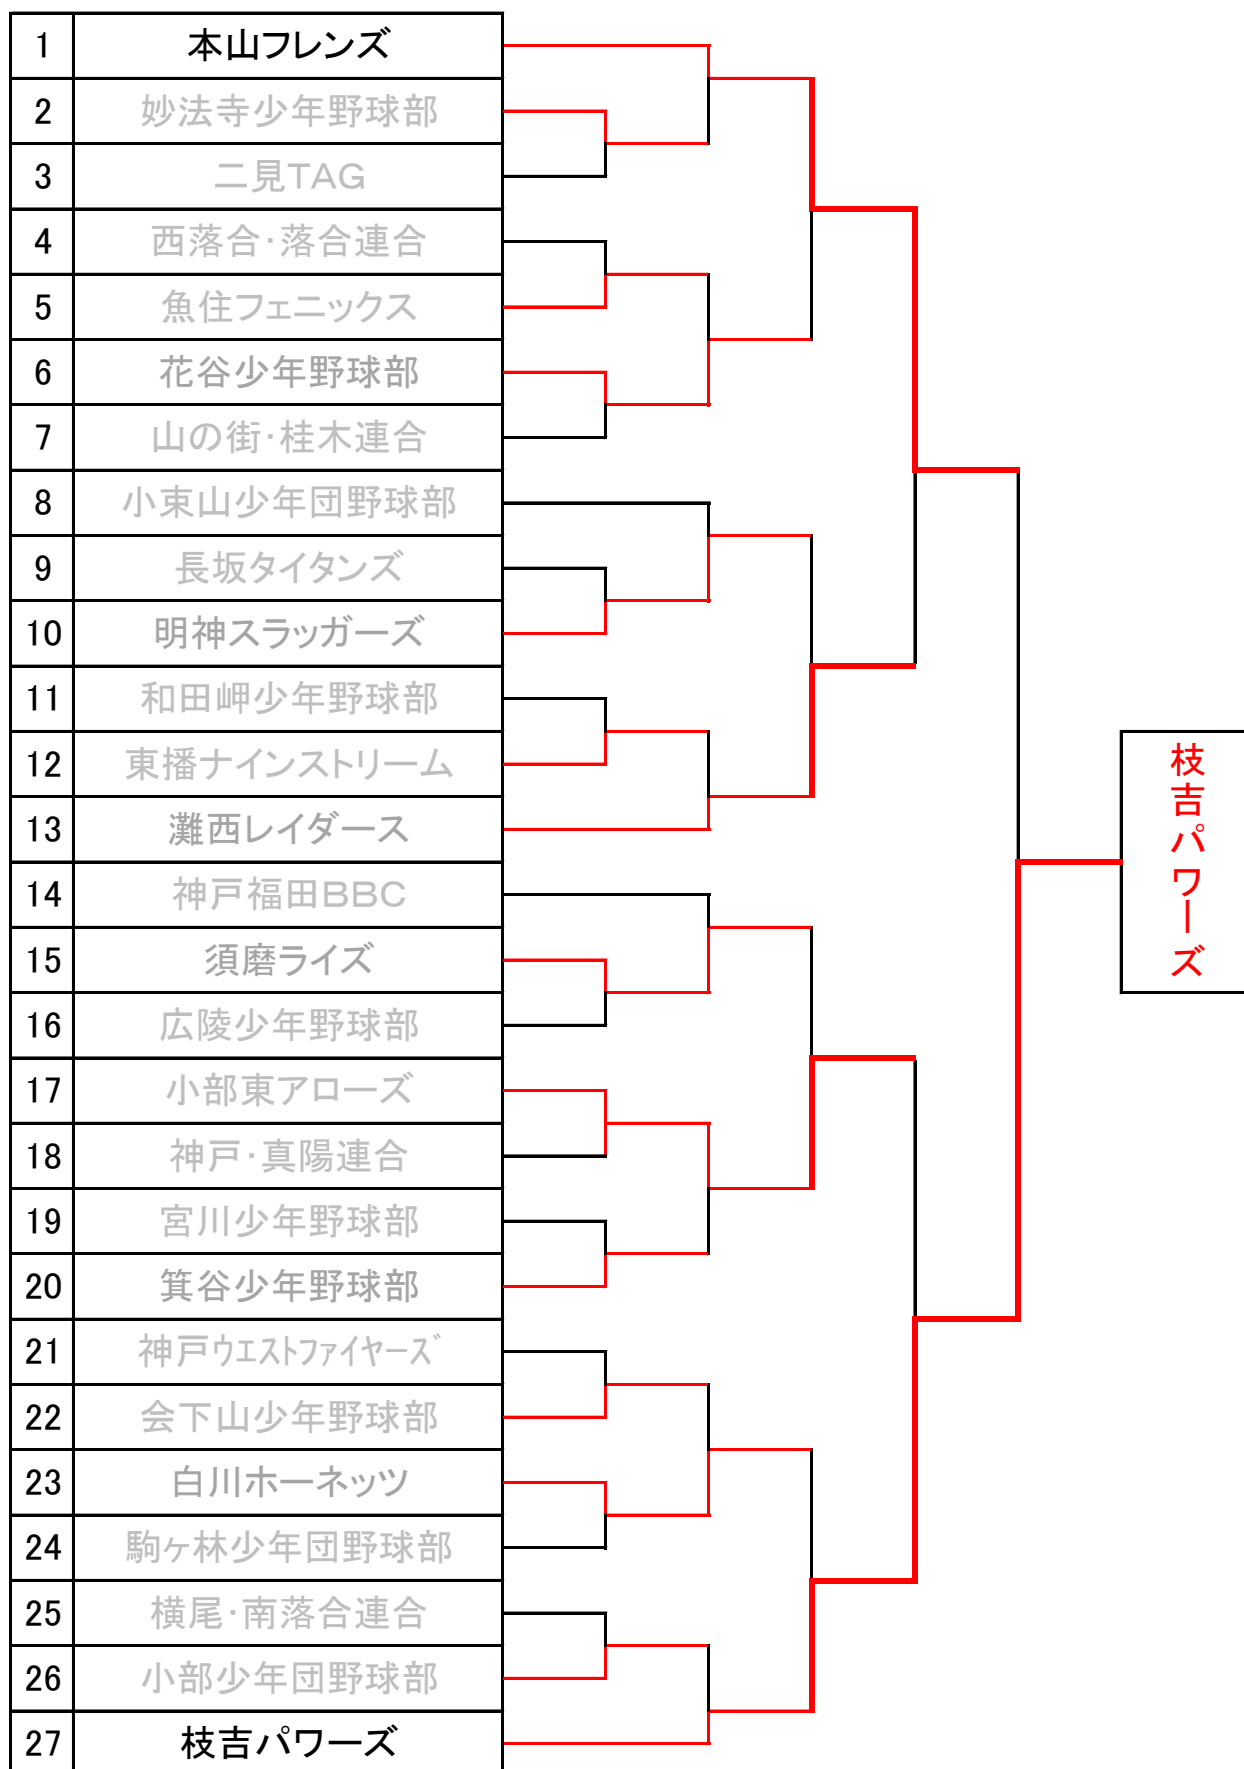 1 本山フレンズ
2 妙法寺少年野球部
3 二見TAG
4 西落合・落合連合
5 魚住フェニックス
6 花谷少年野球部
7 山の街・桂木連合
8 小束山少年団野球部
9 長坂タイタンズ
10 明神スラッガーズ
11 和田岬少年野球部
12 東播ナインストリーム
13 灘西レイダース
14 神戸福田BBC
15 須磨ライズ
16 広陵少年野球部
17 小部東アローズ
18 神戸・真陽連合
19 宮川少年野球部
20 箕谷少年野球部
21 神戸ウエストファイヤーズ
22 会下山少年野球部
23 白川ホーネッツ
24 駒ヶ林少年団野球部
25 横尾・南落合連合
26 小部少年団野球部
27 枝吉パワーズ
枝吉パワーズ